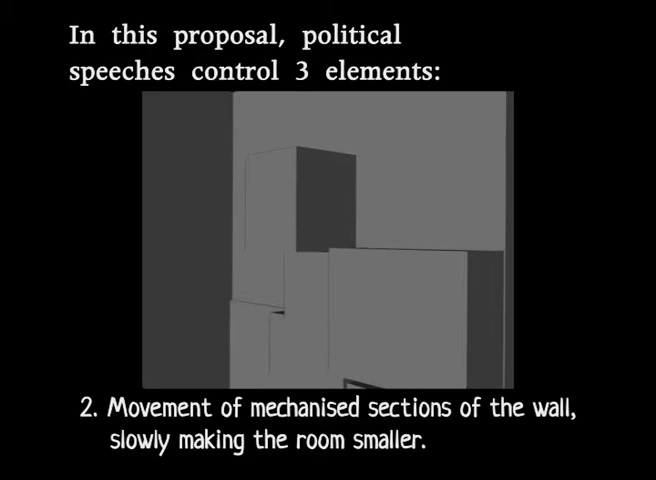 In this proposal, political
speeches control 3 elements:
2. Movement of mechanised sections of the wall,
slowly making the room smaller.